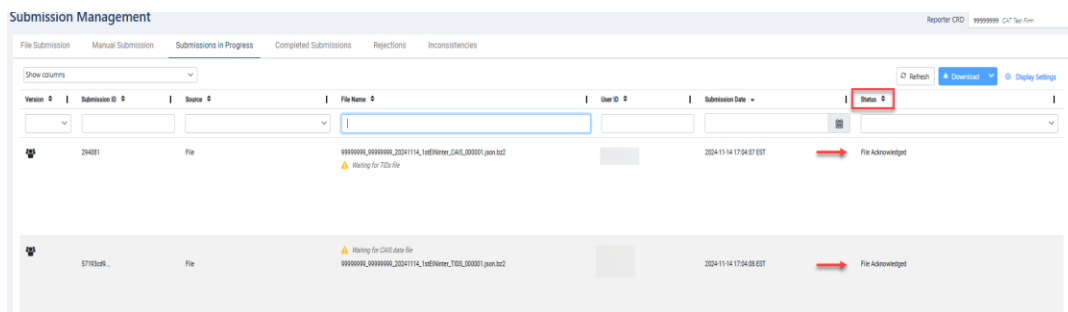 Submission Management
Reporter CRD 99999999 CAT Test Firm
File Submission Manual Submission Submissions in Progress Completed Submissions Rejections Inconsistencies
Show columns Refresh Download Display Settings
Version Submission ID Source File Name User ID Submission Date Status
294081 File 99999999_99999999_20241114_1stElWinter_CAIS_000001.json.bz2 2024-11-14 17:04:07 EST File Acknowledged
Waiting for TIDs file
Waiting for CAIS data file
57193cd9... File 99999999_99999999_20241114_1stElWinter_TIDS_000001.json.bz2 2024-11-14 17:04:08 EST File Acknowledged